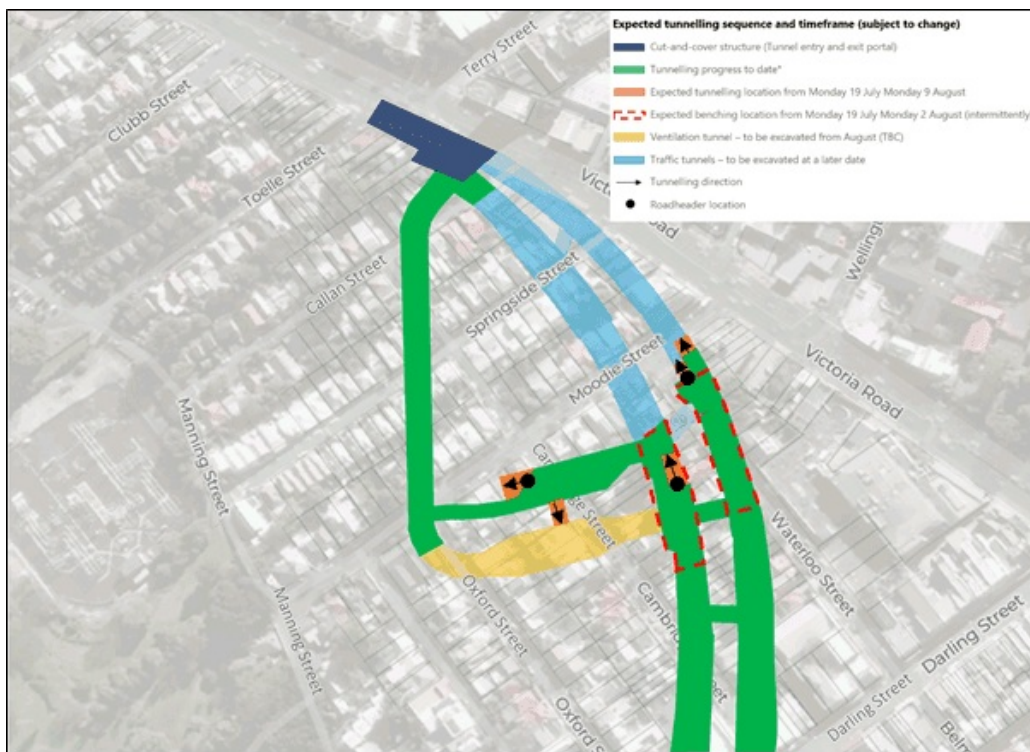 Expected tunnelling sequence and timeframe (subject to change)
Cut-and-cover structure (Tunnel entry and exit portal)
Tunnelling progress to date*
Expected tunnelling location from Monday 19 July Monday 9 August
Expected benching location from Monday 19 July Monday 2 August (intermittently)
Ventilation tunnel – to be excavated from August (TBC)
Traffic tunnels – to be excavated at a later date
Tunnelling direction
Roadheader location
Terry Street
Clubb Street
Toelle Street
Callan Street
Springside Street
Moodie Street
Victoria Road
Manning Street
Manning Street
Oxford Street
Oxford
Street
Waterloo Street
Darling Street
Darling Street